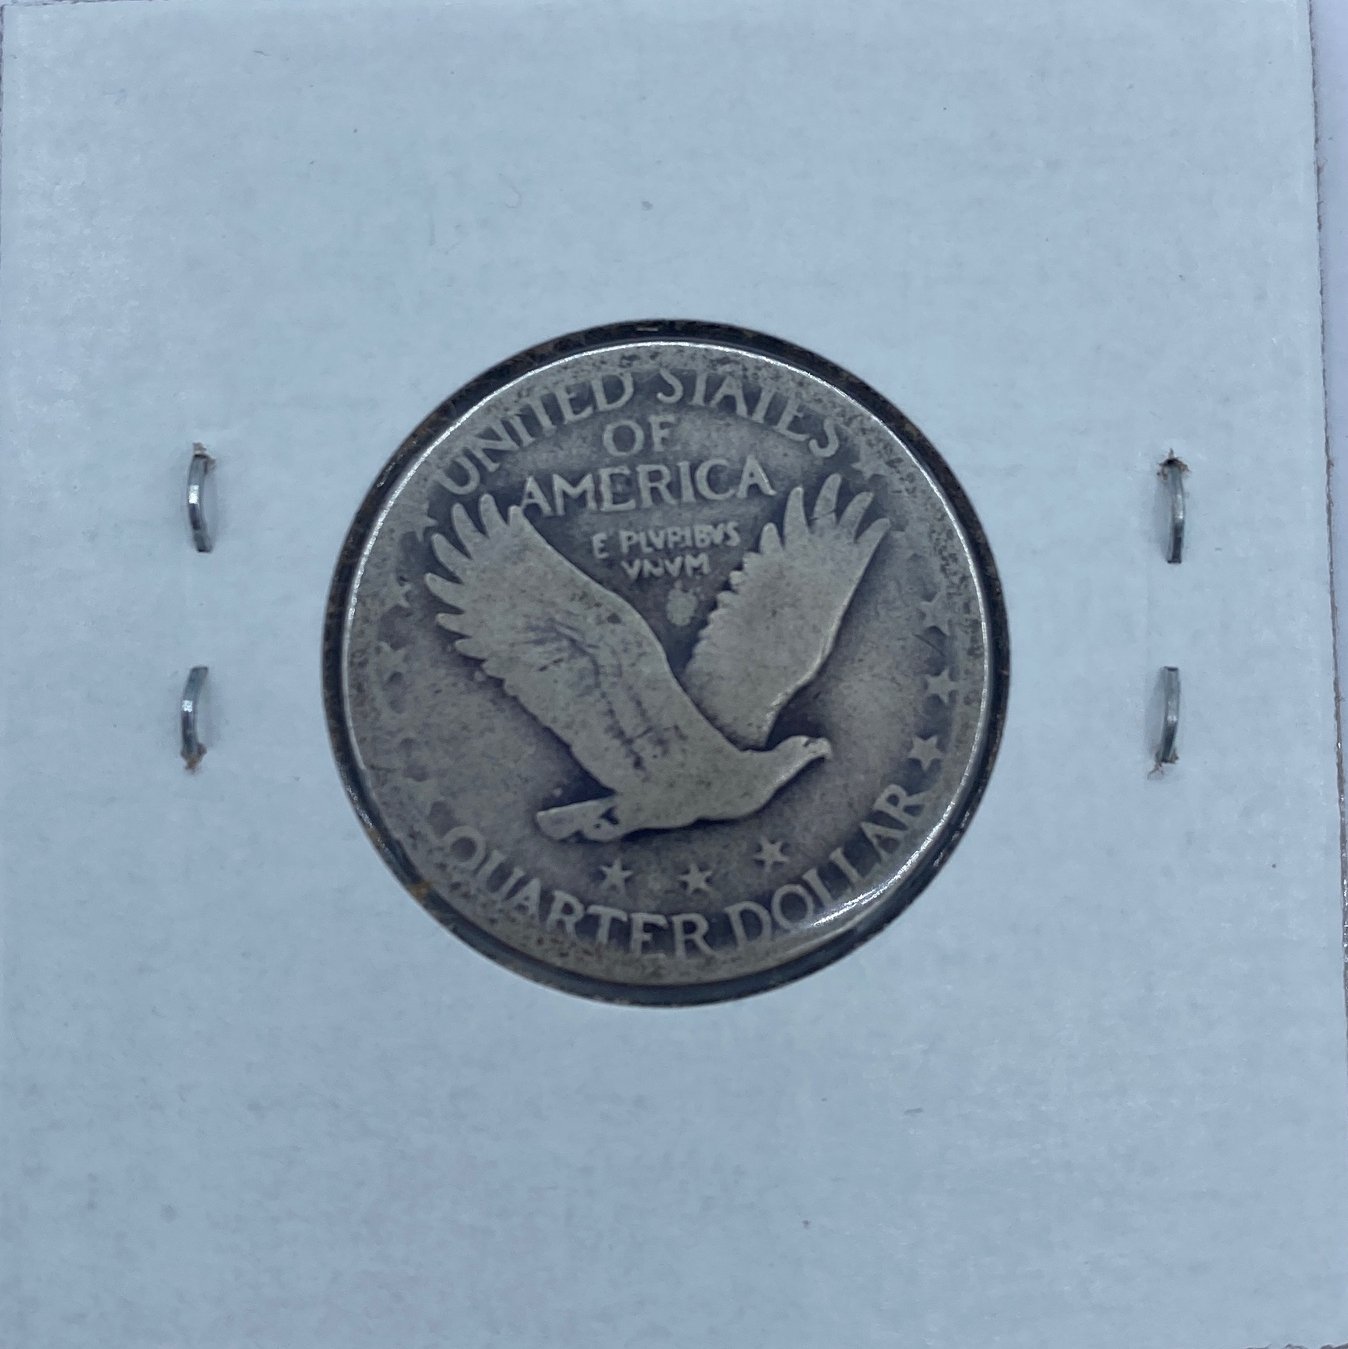 UNITED STATES
OF
AMERICA
E PLVRIBVS
VNVM
QUARTER DOLLAR